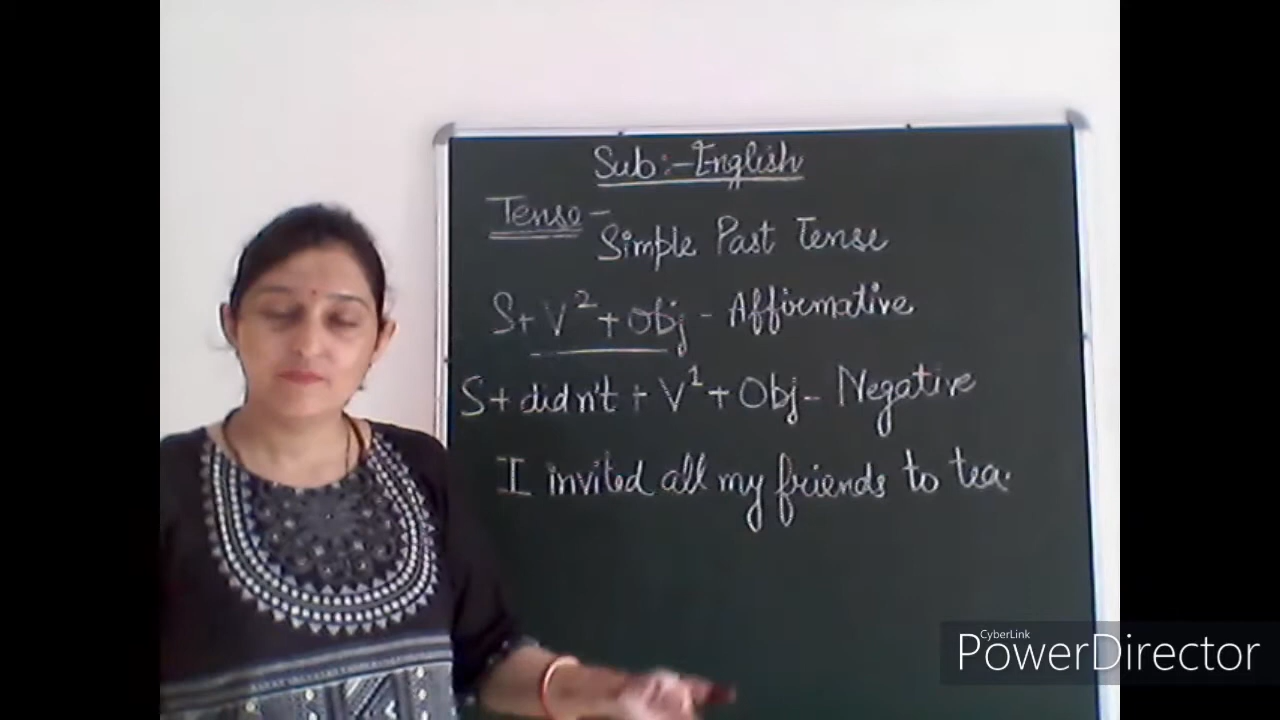 Sub:- English
Tense-
Simple Past Tense
S+ V² + Obj - Affirmative
S+ didn't + V¹ + Obj - Negative
I invited all my friends to tea.
CyberLink
PowerDirector